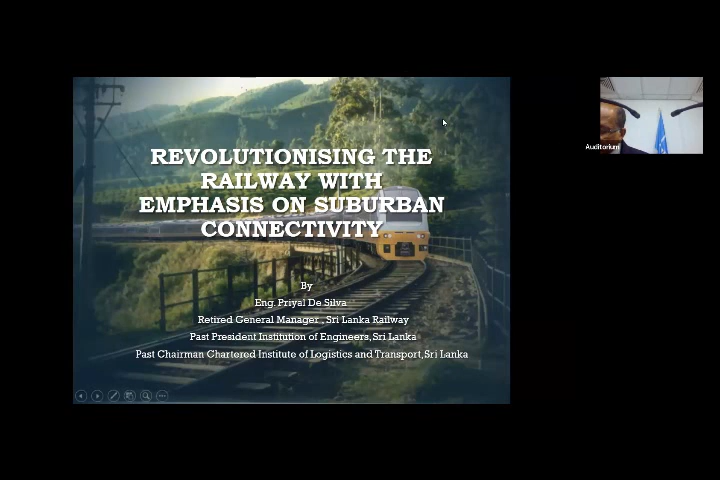 REVOLUTIONISING THE
RAILWAY WITH
EMPHASIS ON SUBURBAN
CONNECTIVITY
By
Eng. Priyal De Silva
Retired General Manager , Sri Lanka Railway
Past President Institution of Engineers,Sri Lanka
Past Chairman Chartered Institute of Logistics and Transport,Sri Lanka
Auditorium